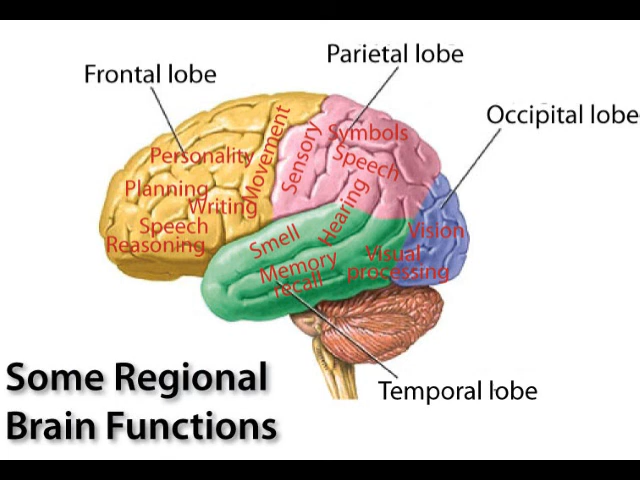 Parietal lobe
Frontal lobe
Occipital lobe
Personality
Planning
Writing
Speech
Reasoning
Movement
Sensory
Symbols
Speech
Hearing
Smell
Memory
recall
Vision
Visual
processing
Temporal lobe
Some Regional
Brain Functions